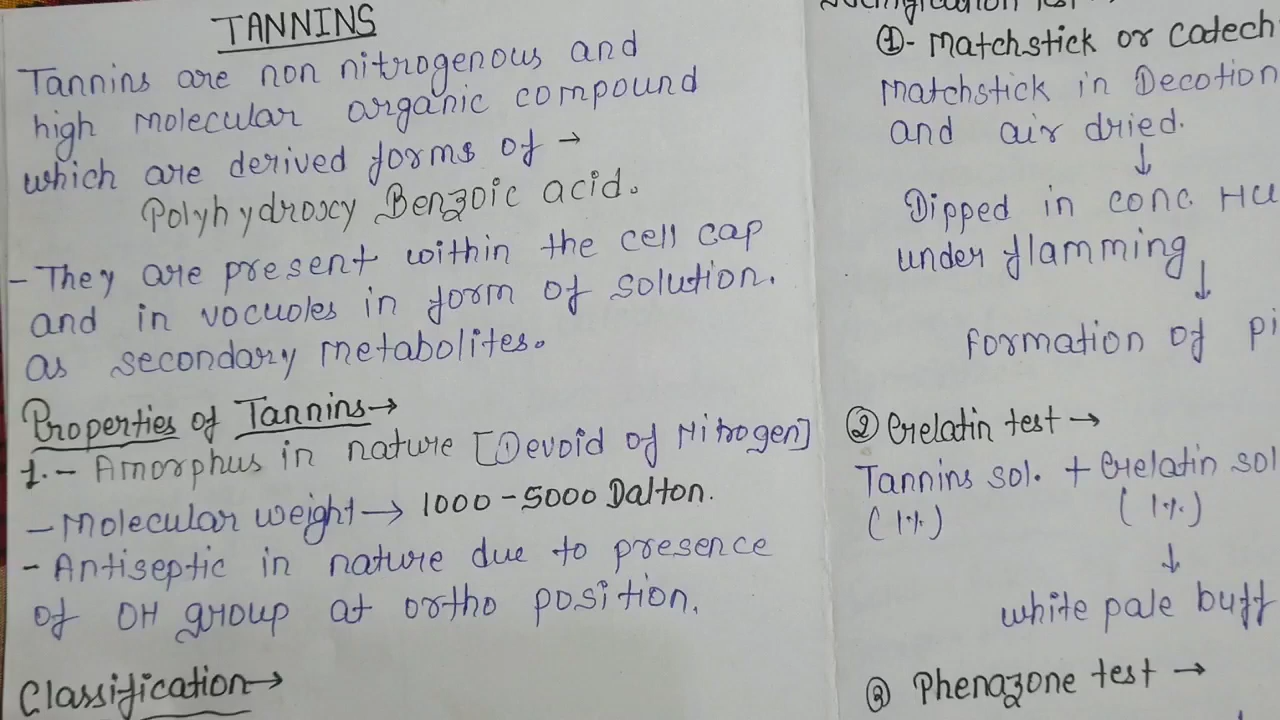 TANNINS
Tannins are non nitrogenous and
high molecular organic compound
which are derived forms of →
Polyhydroxy Benzoic acid.
- They are present within the cell cap
and in vocuoles in form of solution.
as secondary metabolites.
Properties of Tannins→
1.- Amorphus in nature [Devoid of Nitrogen]
- Molecular weight → 1000-5000 Dalton.
- Antiseptic in nature due to presence
of OH group at ortho position.
Classification→
① - Matchstick or Catech
Matchstick in Decotion
and air dried.
↓
Dipped in conc. HCl
under flamming
↓
formation of pi
② Gelatin test →
Tannins sol. + Gelatin sol
(1%) (1%)
↓
white pale buff
③ Phenazone test →